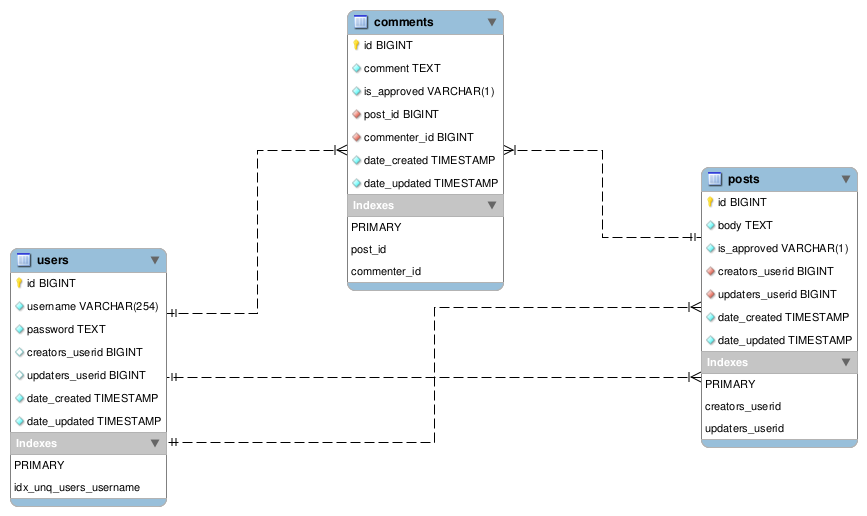 comments
id BIGINT
comment TEXT
is_approved VARCHAR(1)
post_id BIGINT
commenter_id BIGINT
date_created TIMESTAMP
date_updated TIMESTAMP
Indexes
PRIMARY
post_id
commenter_id
posts
id BIGINT
body TEXT
is_approved VARCHAR(1)
creators_userid BIGINT
updaters_userid BIGINT
date_created TIMESTAMP
date_updated TIMESTAMP
Indexes
PRIMARY
creators_userid
updaters_userid
users
id BIGINT
username VARCHAR(254)
password TEXT
creators_userid BIGINT
updaters_userid BIGINT
date_created TIMESTAMP
date_updated TIMESTAMP
Indexes
PRIMARY
idx_unq_users_username